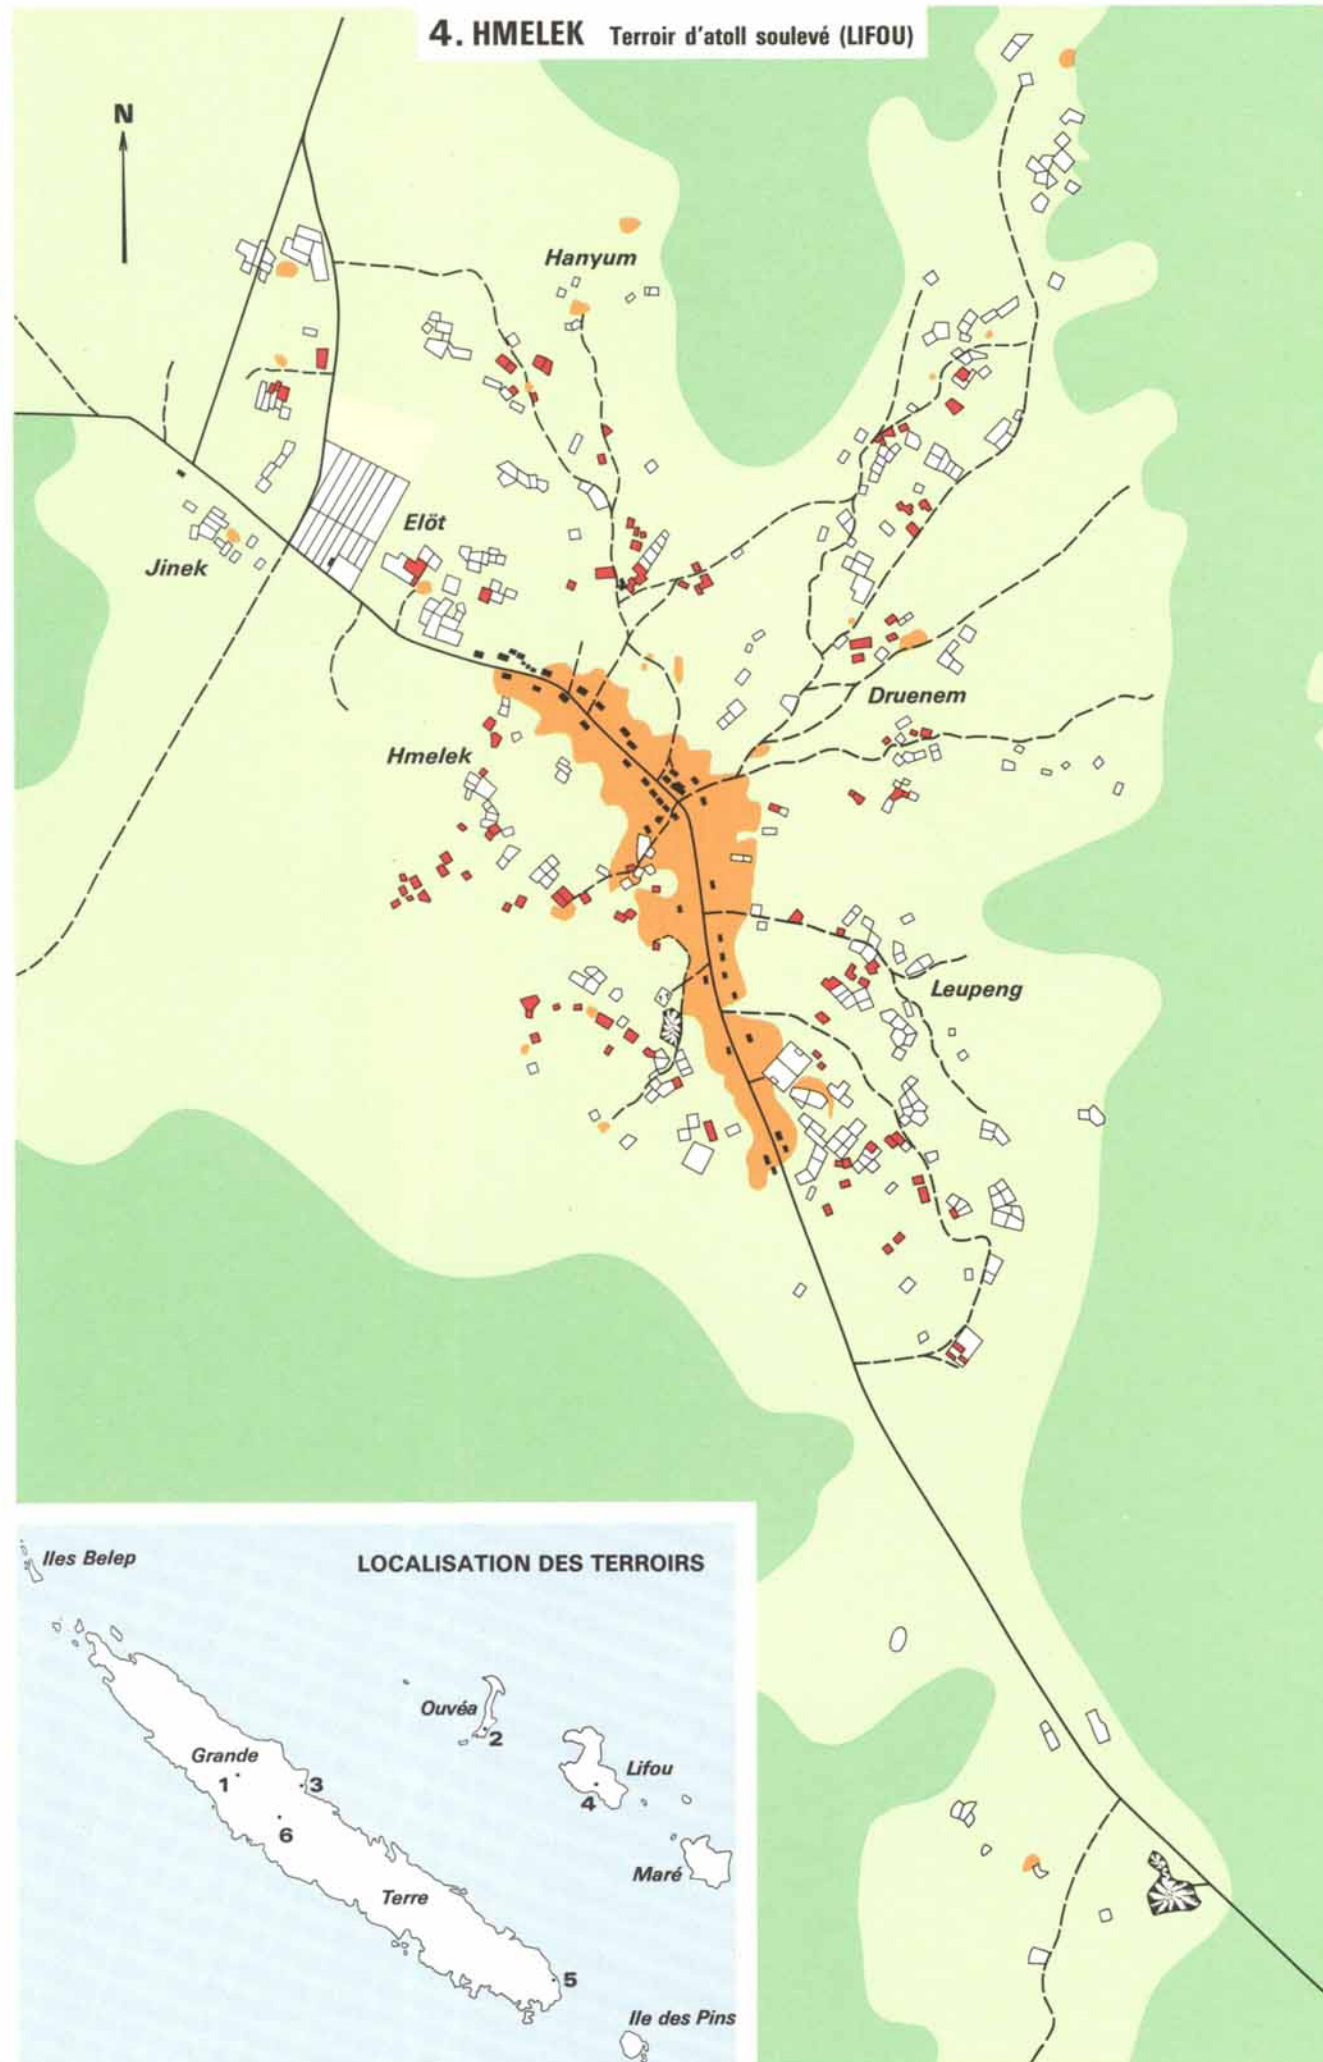 4. HMELEK Terroir d'atoll soulevé (LIFOU)
N
Hanyum
Elöt
Jinek
Druenem
Hmelek
Leupeng
LOCALISATION DES TERROIRS
Iles Belep
Ouvéa
2
Grande
1
3
Lifou
4
6
Maré
Terre
5
Ile des Pins